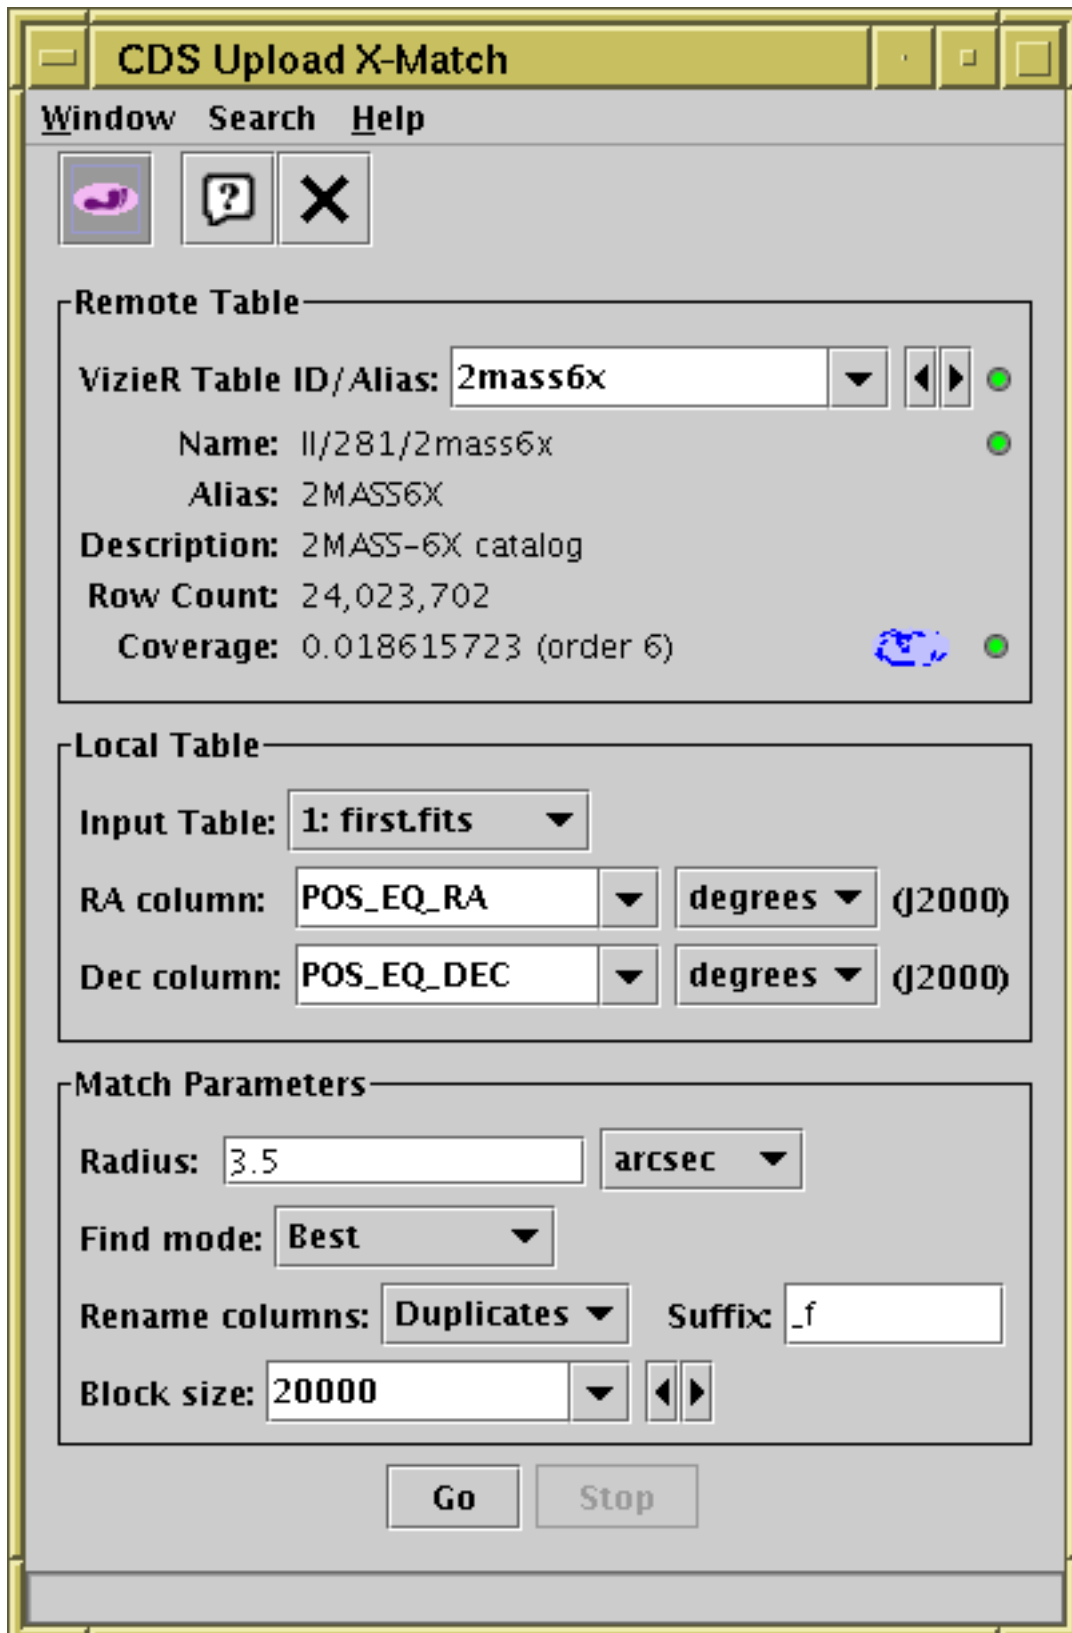 CDS Upload X-Match
Window Search Help
?
Remote Table
VizieR Table ID/Alias: 2mass6x
Name: II/281/2mass6x
Alias: 2MASS6X
Description: 2MASS-6X catalog
Row Count: 24,023,702
Coverage: 0.018615723 (order 6)
Local Table
Input Table: 1: first.fits
RA column: POS_EQ_RA degrees (J2000)
Dec column: POS_EQ_DEC degrees (J2000)
Match Parameters
Radius: 3.5 arcsec
Find mode: Best
Rename columns: Duplicates Suffix: _f
Block size: 20000
Go Stop